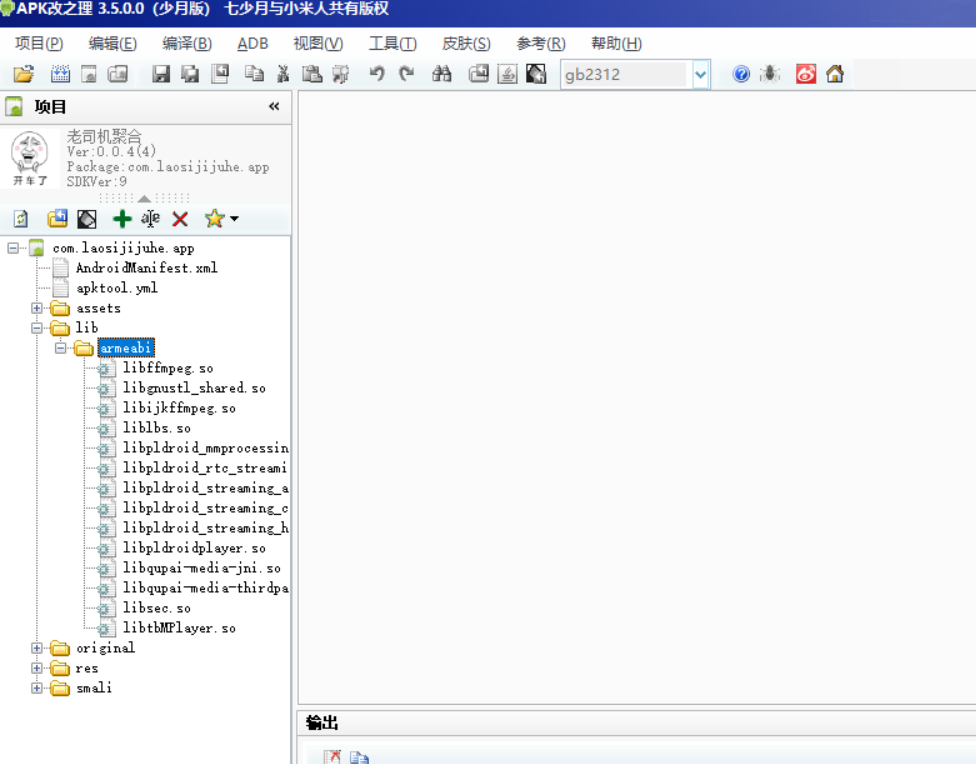 APK改之理 3.5.0.0（少月版） 七少月与小米人共有版权
项目(P) 编辑(E) 编译(B) ADB 视图(V) 工具(T) 皮肤(S) 参考(R) 帮助(H)
gb2312
项目 «
老司机聚合
Ver:0.0.4(4)
Package:com.laosijijuhe.app
SDKVer:9
开车了
a|e
com.laosijijuhe.app
AndroidManifest.xml
apktool.yml
assets
lib
armeabi
libffmpeg.so
libgnustl_shared.so
libijkffmpeg.so
liblbs.so
libpldroid_mmprocessin
libpldroid_rtc_streami
libpldroid_streaming_a
libpldroid_streaming_c
libpldroid_streaming_h
libpldroidplayer.so
libqupai-media-jni.so
libqupai-media-thirdpa
libsec.so
libtbMPlayer.so
original
res
smali
输出